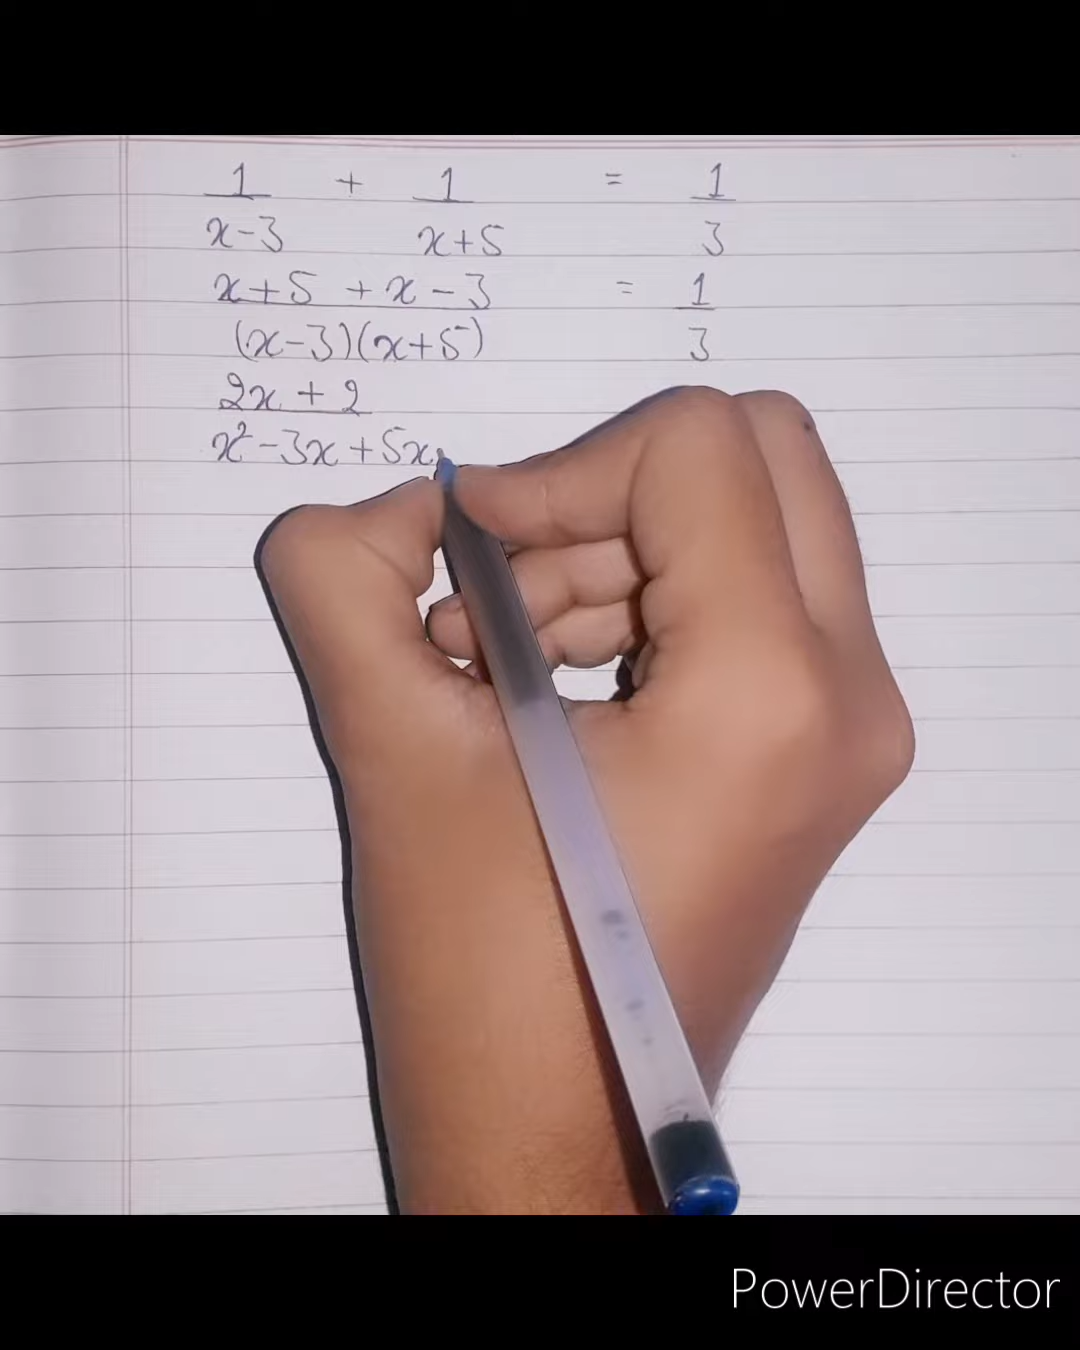 1 + 1 = 1
x-3 x+5 3
x+5 + x-3 = 1
(x-3)(x+5) 3
2x + 2
x²-3x+5x
PowerDirector